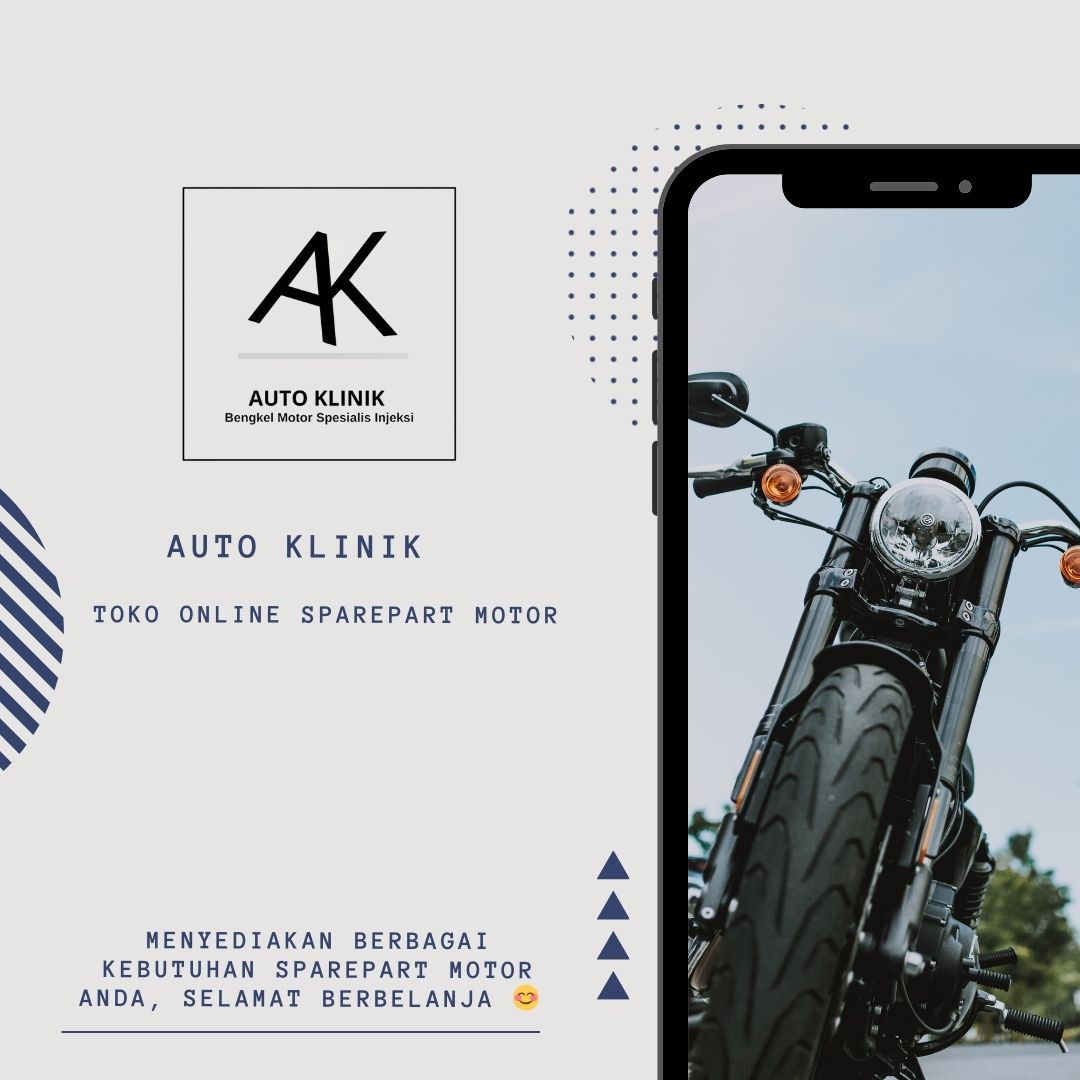 AK
AUTO KLINIK
Bengkel Motor Spesialis Injeksi
AUTO KLINIK
TOKO ONLINE SPAREPART MOTOR
MENYEDIAKAN BERBAGAI
KEBUTUHAN SPAREPART MOTOR
ANDA, SELAMAT BERBELANJA 😊